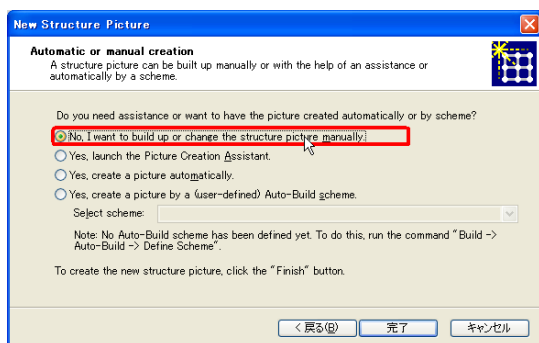 New Structure Picture
Automatic or manual creation
A structure picture can be built up manually or with the help of an assistance or
automatically by a scheme.
Do you need assistance or want to have the picture created automatically or by scheme?
No, I want to build up or change the structure picture manually.
Yes, launch the Picture Creation Assistant.
Yes, create a picture automatically.
Yes, create a picture by a (user-defined) Auto-Build scheme.
Select scheme:
Note: No Auto-Build scheme has been defined yet. To do this, run the command "Build ->
Auto-Build -> Define Scheme".
To create the new structure picture, click the "Finish" button.
< 戻る(B) 完了 キャンセル